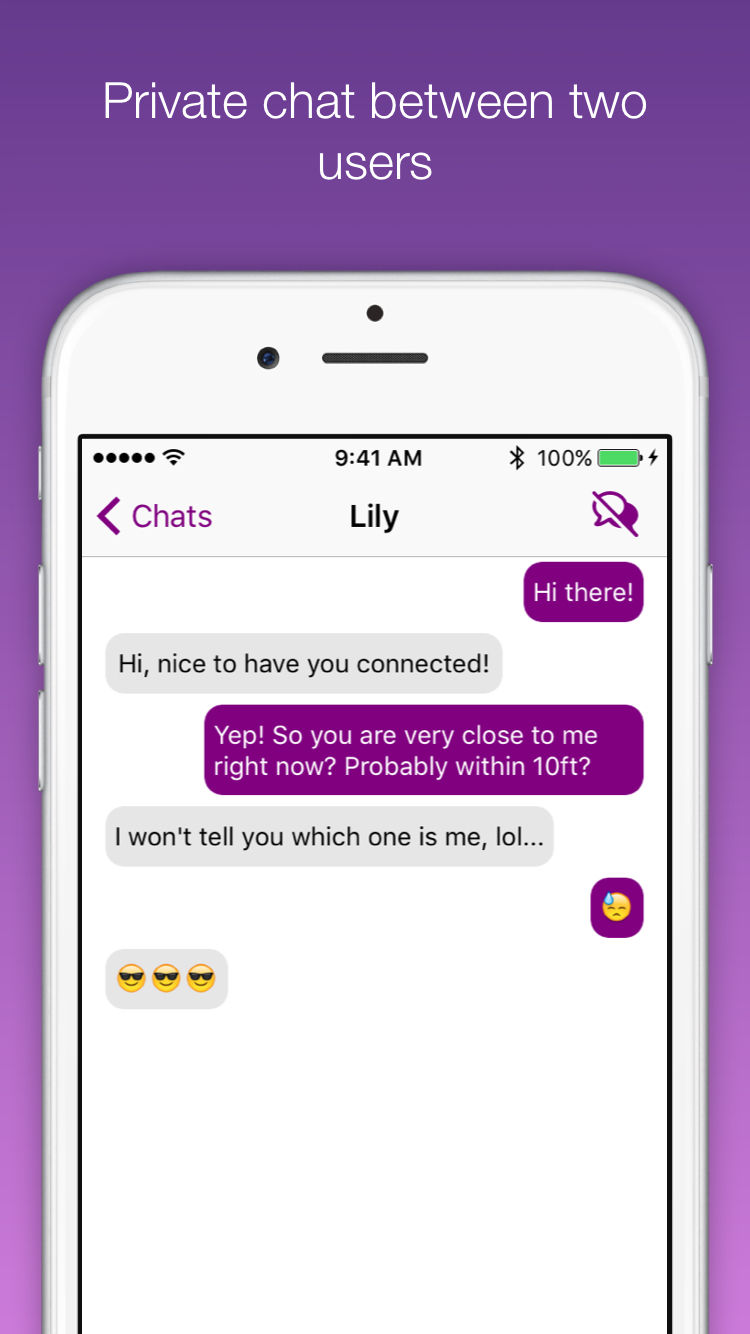 Private chat between two
users
9:41 AM
100%
Chats
Lily
Hi there!
Hi, nice to have you connected!
Yep! So you are very close to me
right now? Probably within 10ft?
I won't tell you which one is me, lol...
😓
😎😎😎